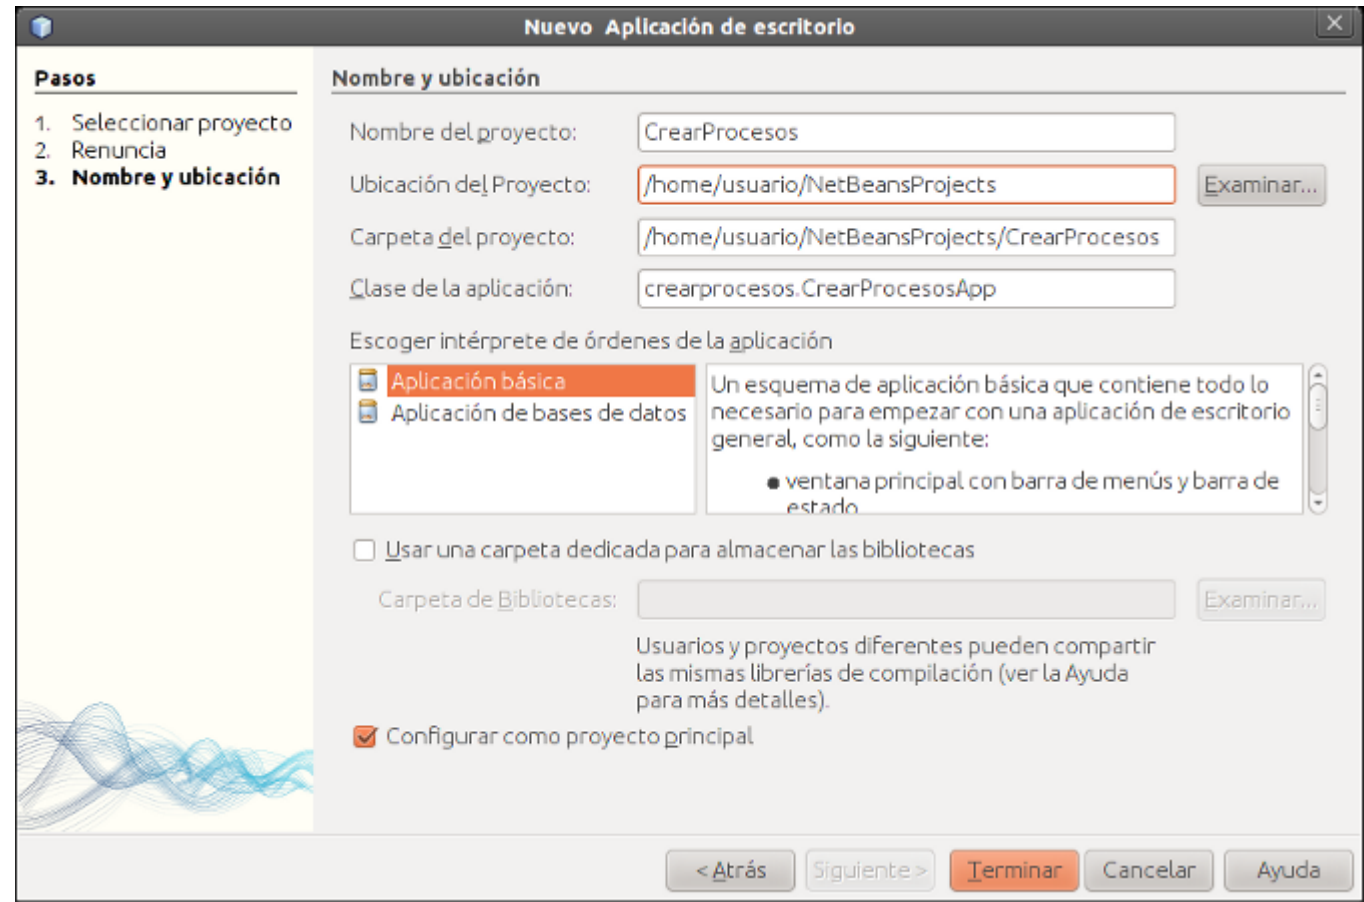 Nuevo  Aplicación de escritorio
Pasos
1. Seleccionar proyecto
2. Renuncia
3. Nombre y ubicación
Nombre y ubicación
Nombre del proyecto: CrearProcesos
Ubicación del Proyecto: /home/usuario/NetBeansProjects Examinar...
Carpeta del proyecto: /home/usuario/NetBeansProjects/CrearProcesos
Clase de la aplicación: crearprocesos.CrearProcesosApp
Escoger intérprete de órdenes de la aplicación
Aplicación básica
Aplicación de bases de datos
Un esquema de aplicación básica que contiene todo lo
necesario para empezar con una aplicación de escritorio
general, como la siguiente:
● ventana principal con barra de menús y barra de
estado
Usar una carpeta dedicada para almacenar las bibliotecas
Carpeta de Bibliotecas: Examinar...
Usuarios y proyectos diferentes pueden compartir
las mismas librerías de compilación (ver la Ayuda
para más detalles).
Configurar como proyecto principal
< Atrás Siguiente > Terminar Cancelar Ayuda